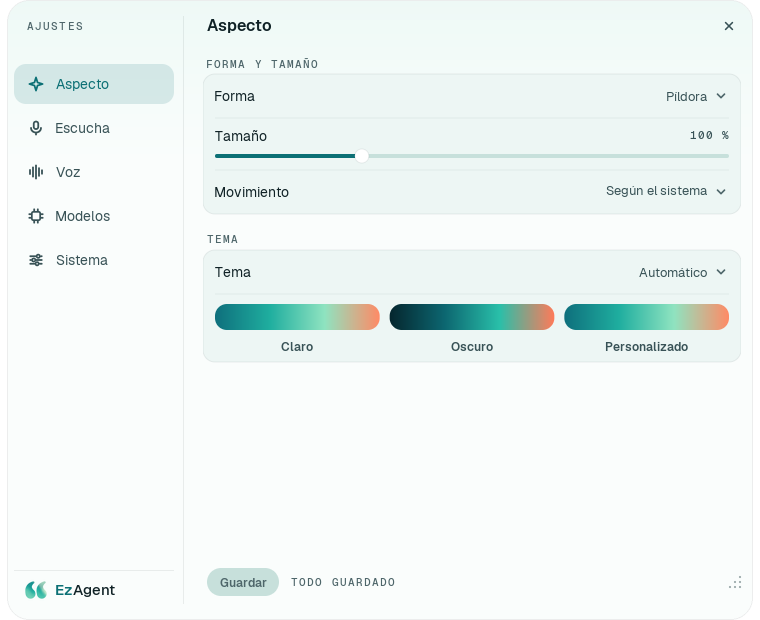 AJUSTES
Aspecto
Escucha
Voz
Modelos
Sistema
EzAgent
Aspecto
FORMA Y TAMAÑO
Forma
Píldora
Tamaño
100 %
Movimiento
Según el sistema
TEMA
Tema
Automático
Claro
Oscuro
Personalizado
Guardar
TODO GUARDADO